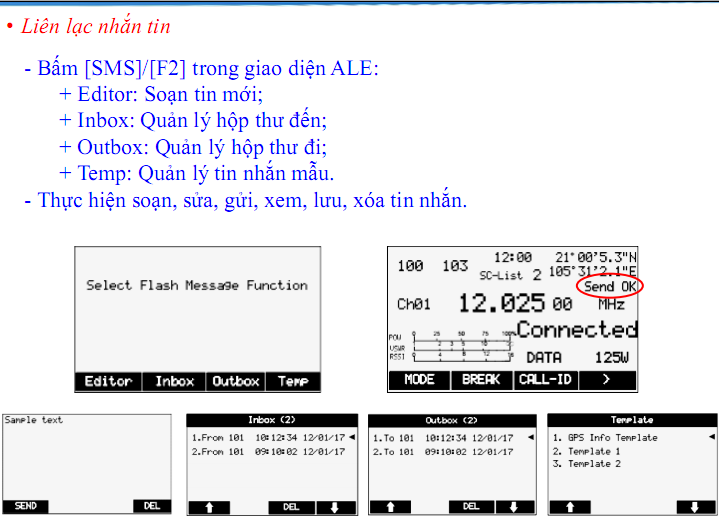 • Liên lạc nhắn tin
- Bấm [SMS]/[F2] trong giao diện ALE:
+ Editor: Soạn tin mới;
+ Inbox: Quản lý hộp thư đến;
+ Outbox: Quản lý hộp thư đi;
+ Temp: Quản lý tin nhắn mẫu.
- Thực hiện soạn, sửa, gửi, xem, lưu, xóa tin nhắn.
Select Flash Message Function
Editor Inbox Outbox Temp
12:00 21°00'5.3"N
100 103 SC-List 2 105°31'2.1"E
Send OK
Ch01 12.025 00 MHz
POW 0 25 50 75 100%
Connected
USWR
RSSI
DATA 125W
MODE BREAK CALL-ID >
Sample text
SEND DEL
Inbox (2)
1.From 101 10:12:34 12/01/17 ◄
2.From 101 09:10:02 12/01/17
⬆ DEL ⬇
Outbox (2)
1.To 101 10:12:34 12/01/17 ◄
2.To 101 09:10:02 12/01/17
⬆ DEL ⬇
Template
1. GPS Info Template ◄
2. Template 1
3. Template 2
⬆ ⬇